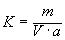 K = m / (V · a)